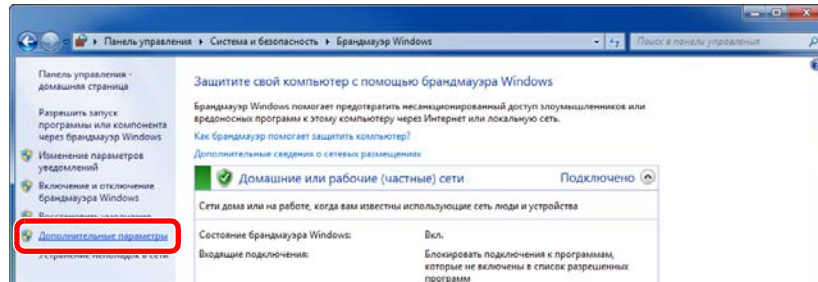 Панель управления ▸ Система и безопасность ▸ Брандмауэр Windows
Поиск в панели управления
Панель управления -
домашняя страница
Разрешить запуск
программы или компонента
через брандмауэр Windows
Изменение параметров
уведомлений
Включение и отключение
брандмауэра Windows
Восстановить умолчания
Дополнительные параметры
Устранение неполадок в сети
Защитите свой компьютер с помощью брандмауэра Windows
Брандмауэр Windows помогает предотвратить несанкционированный доступ злоумышленников или
вредоносных программ к этому компьютеру через Интернет или локальную сеть.
Как брандмауэр помогает защитить компьютер?
Дополнительные сведения о сетевых размещениях
Домашние или рабочие (частные) сети
Подключено
Сети дома или на работе, когда вам известны использующие сеть люди и устройства
Состояние брандмауэра Windows:
Вкл.
Входящие подключения:
Блокировать подключения к программам,
которые не включены в список разрешенных
программ